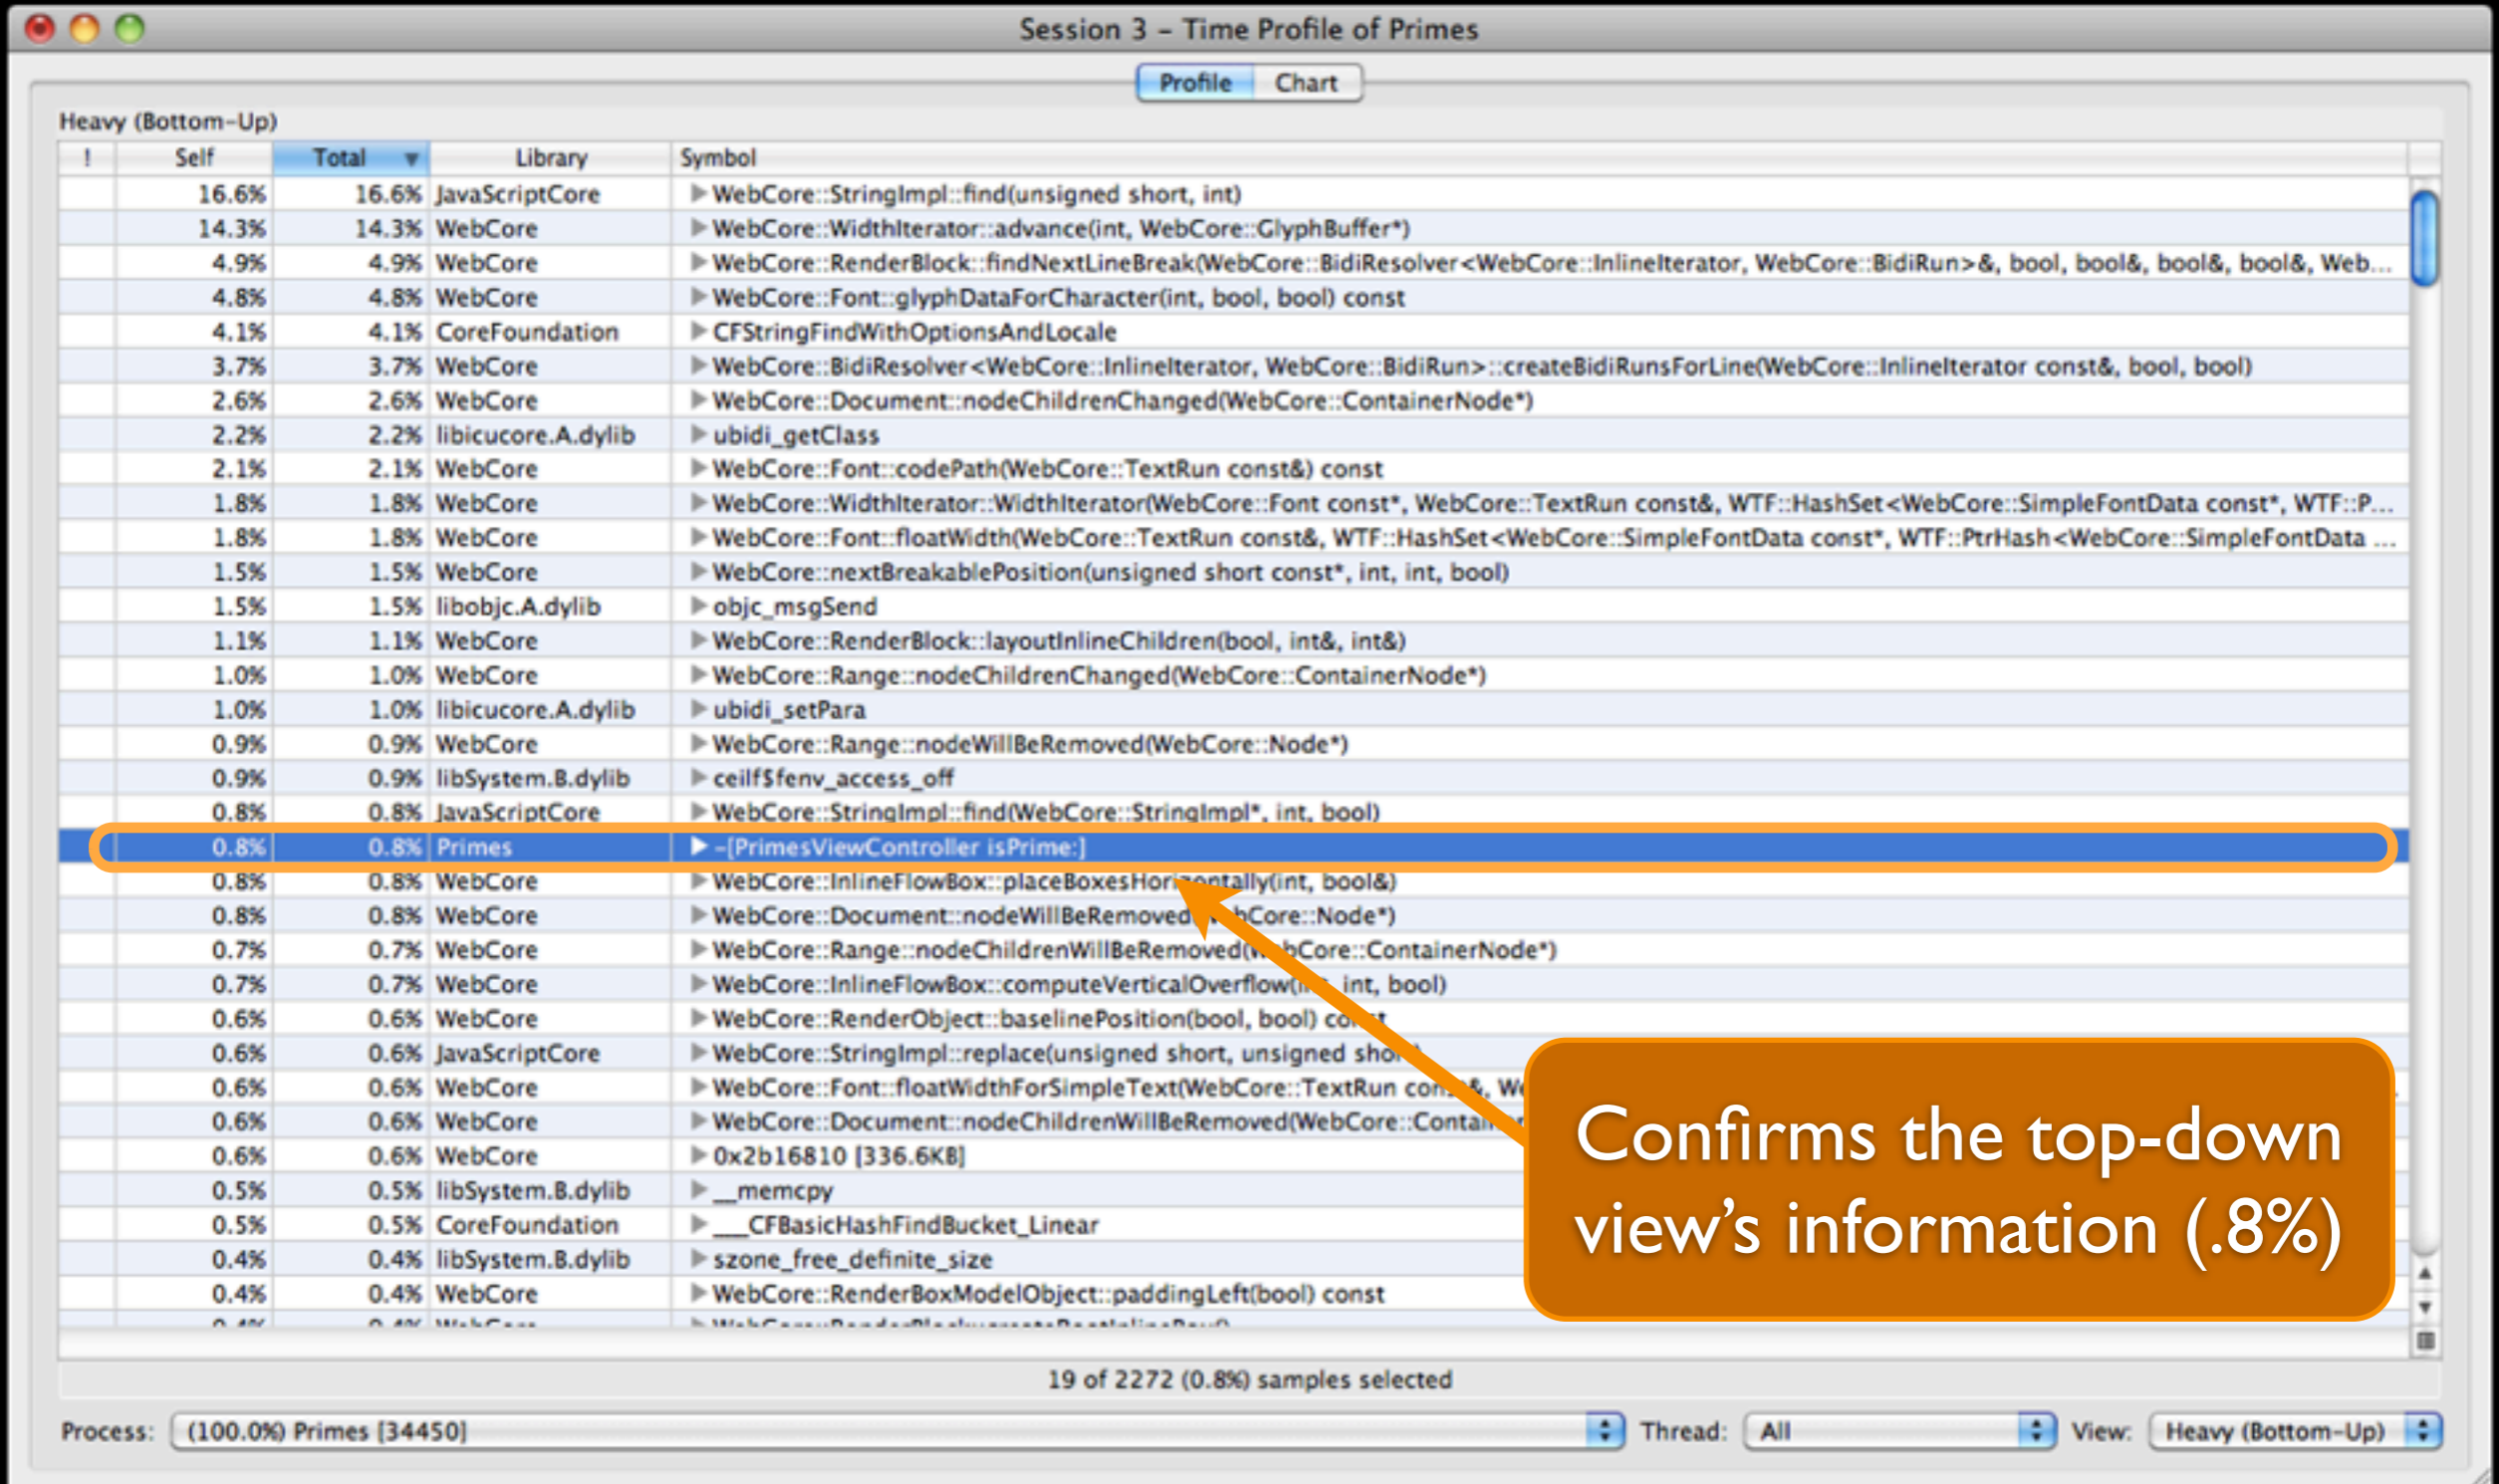 Session 3 – Time Profile of Primes
Profile Chart
Heavy (Bottom-Up)
! Self Total Library Symbol
16.6% 16.6% JavaScriptCore WebCore::StringImpl::find(unsigned short, int)
14.3% 14.3% WebCore WebCore::WidthIterator::advance(int, WebCore::GlyphBuffer*)
4.9% 4.9% WebCore WebCore::RenderBlock::findNextLineBreak(WebCore::BidiResolver<WebCore::InlineIterator, WebCore::BidiRun>&, bool, bool&, bool&, bool&, Web...
4.8% 4.8% WebCore WebCore::Font::glyphDataForCharacter(int, bool, bool) const
4.1% 4.1% CoreFoundation CFStringFindWithOptionsAndLocale
3.7% 3.7% WebCore WebCore::BidiResolver<WebCore::InlineIterator, WebCore::BidiRun>::createBidiRunsForLine(WebCore::InlineIterator const&, bool, bool)
2.6% 2.6% WebCore WebCore::Document::nodeChildrenChanged(WebCore::ContainerNode*)
2.2% 2.2% libicucore.A.dylib ubidi_getClass
2.1% 2.1% WebCore WebCore::Font::codePath(WebCore::TextRun const&) const
1.8% 1.8% WebCore WebCore::WidthIterator::WidthIterator(WebCore::Font const*, WebCore::TextRun const&, WTF::HashSet<WebCore::SimpleFontData const*, WTF::P...
1.8% 1.8% WebCore WebCore::Font::floatWidth(WebCore::TextRun const&, WTF::HashSet<WebCore::SimpleFontData const*, WTF::PtrHash<WebCore::SimpleFontData ...
1.5% 1.5% WebCore WebCore::nextBreakablePosition(unsigned short const*, int, int, bool)
1.5% 1.5% libobjc.A.dylib objc_msgSend
1.1% 1.1% WebCore WebCore::RenderBlock::layoutInlineChildren(bool, int&, int&)
1.0% 1.0% WebCore WebCore::Range::nodeChildrenChanged(WebCore::ContainerNode*)
1.0% 1.0% libicucore.A.dylib ubidi_setPara
0.9% 0.9% WebCore WebCore::Range::nodeWillBeRemoved(WebCore::Node*)
0.9% 0.9% libSystem.B.dylib ceilf$fenv_access_off
0.8% 0.8% JavaScriptCore WebCore::StringImpl::find(WebCore::StringImpl*, int, bool)
0.8% 0.8% Primes -[PrimesViewController isPrime:]
0.8% 0.8% WebCore WebCore::InlineFlowBox::placeBoxesHorizontally(int, bool&)
0.8% 0.8% WebCore WebCore::Document::nodeWillBeRemoved(WebCore::Node*)
0.7% 0.7% WebCore WebCore::Range::nodeChildrenWillBeRemoved(WebCore::ContainerNode*)
0.7% 0.7% WebCore WebCore::InlineFlowBox::computeVerticalOverflow(int, int, bool)
0.6% 0.6% WebCore WebCore::RenderObject::baselinePosition(bool, bool) const
0.6% 0.6% JavaScriptCore WebCore::StringImpl::replace(unsigned short, unsigned short)
0.6% 0.6% WebCore WebCore::Font::floatWidthForSimpleText(WebCore::TextRun const&,
0.6% 0.6% WebCore WebCore::Document::nodeChildrenWillBeRemoved(WebCore::Container
0.6% 0.6% WebCore 0x2b16810 [336.6KB]
0.5% 0.5% libSystem.B.dylib __memcpy
0.5% 0.5% CoreFoundation ___CFBasicHashFindBucket_Linear
0.4% 0.4% libSystem.B.dylib szone_free_definite_size
0.4% 0.4% WebCore WebCore::RenderBoxModelObject::paddingLeft(bool) const
0.4% 0.4% WebCore WebCore::RenderBlock::createRootInlineBox()
Confirms the top-down
view's information (.8%)
19 of 2272 (0.8%) samples selected
Process: (100.0%) Primes [34450] Thread: All View: Heavy (Bottom-Up)